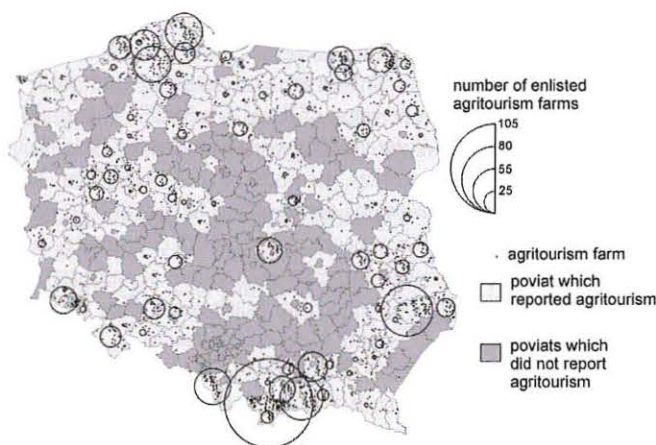 number of enlisted
agritourism farms
105
80
55
25
agritourism farm
poviat which
reported agritourism
poviats which
did not report
agritourism